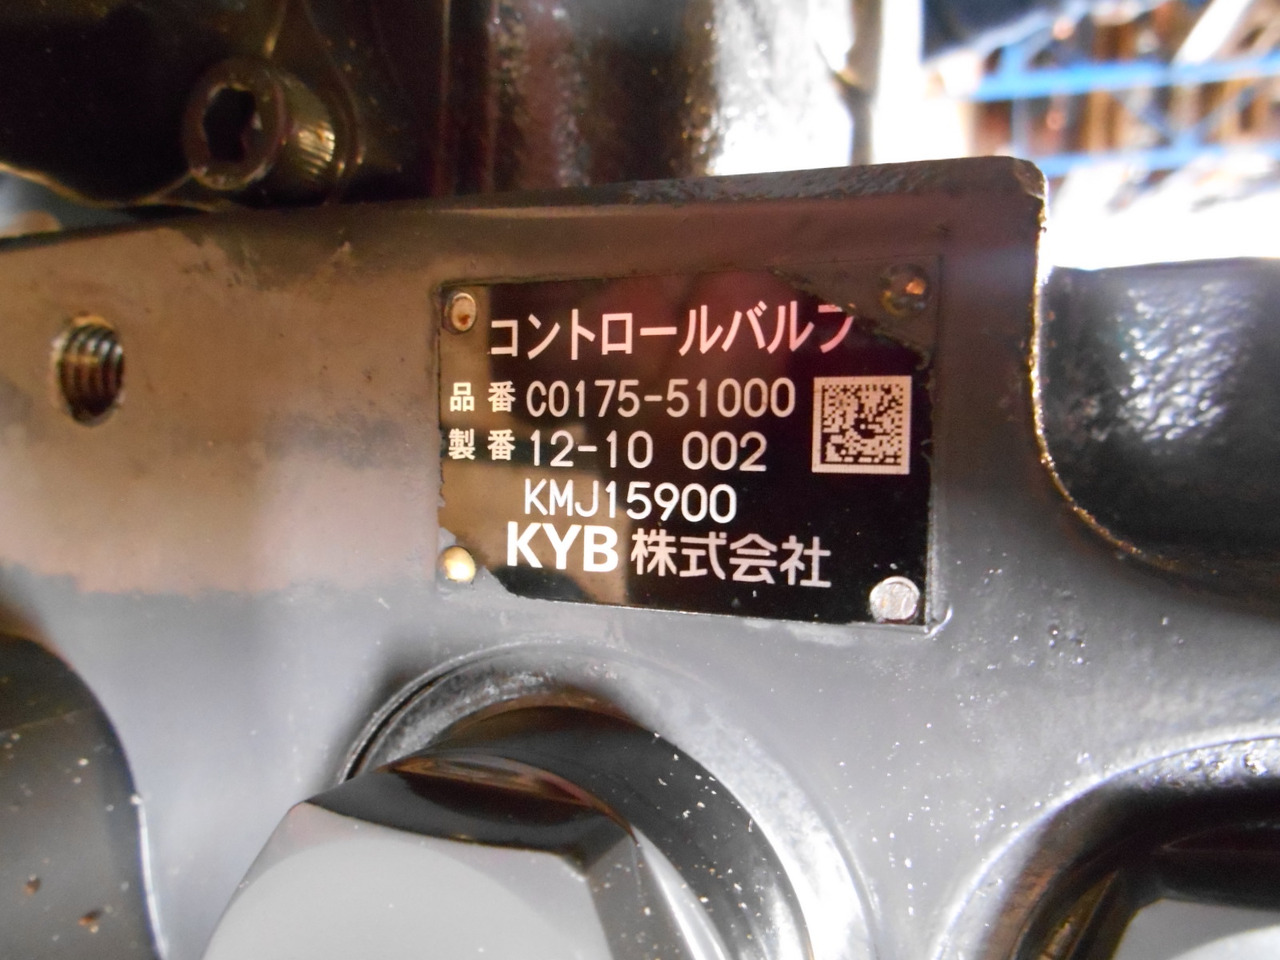 コントロールバルブ
品番 C0175-51000
製番 12-10 002
KMJ15900
KYB 株式会社